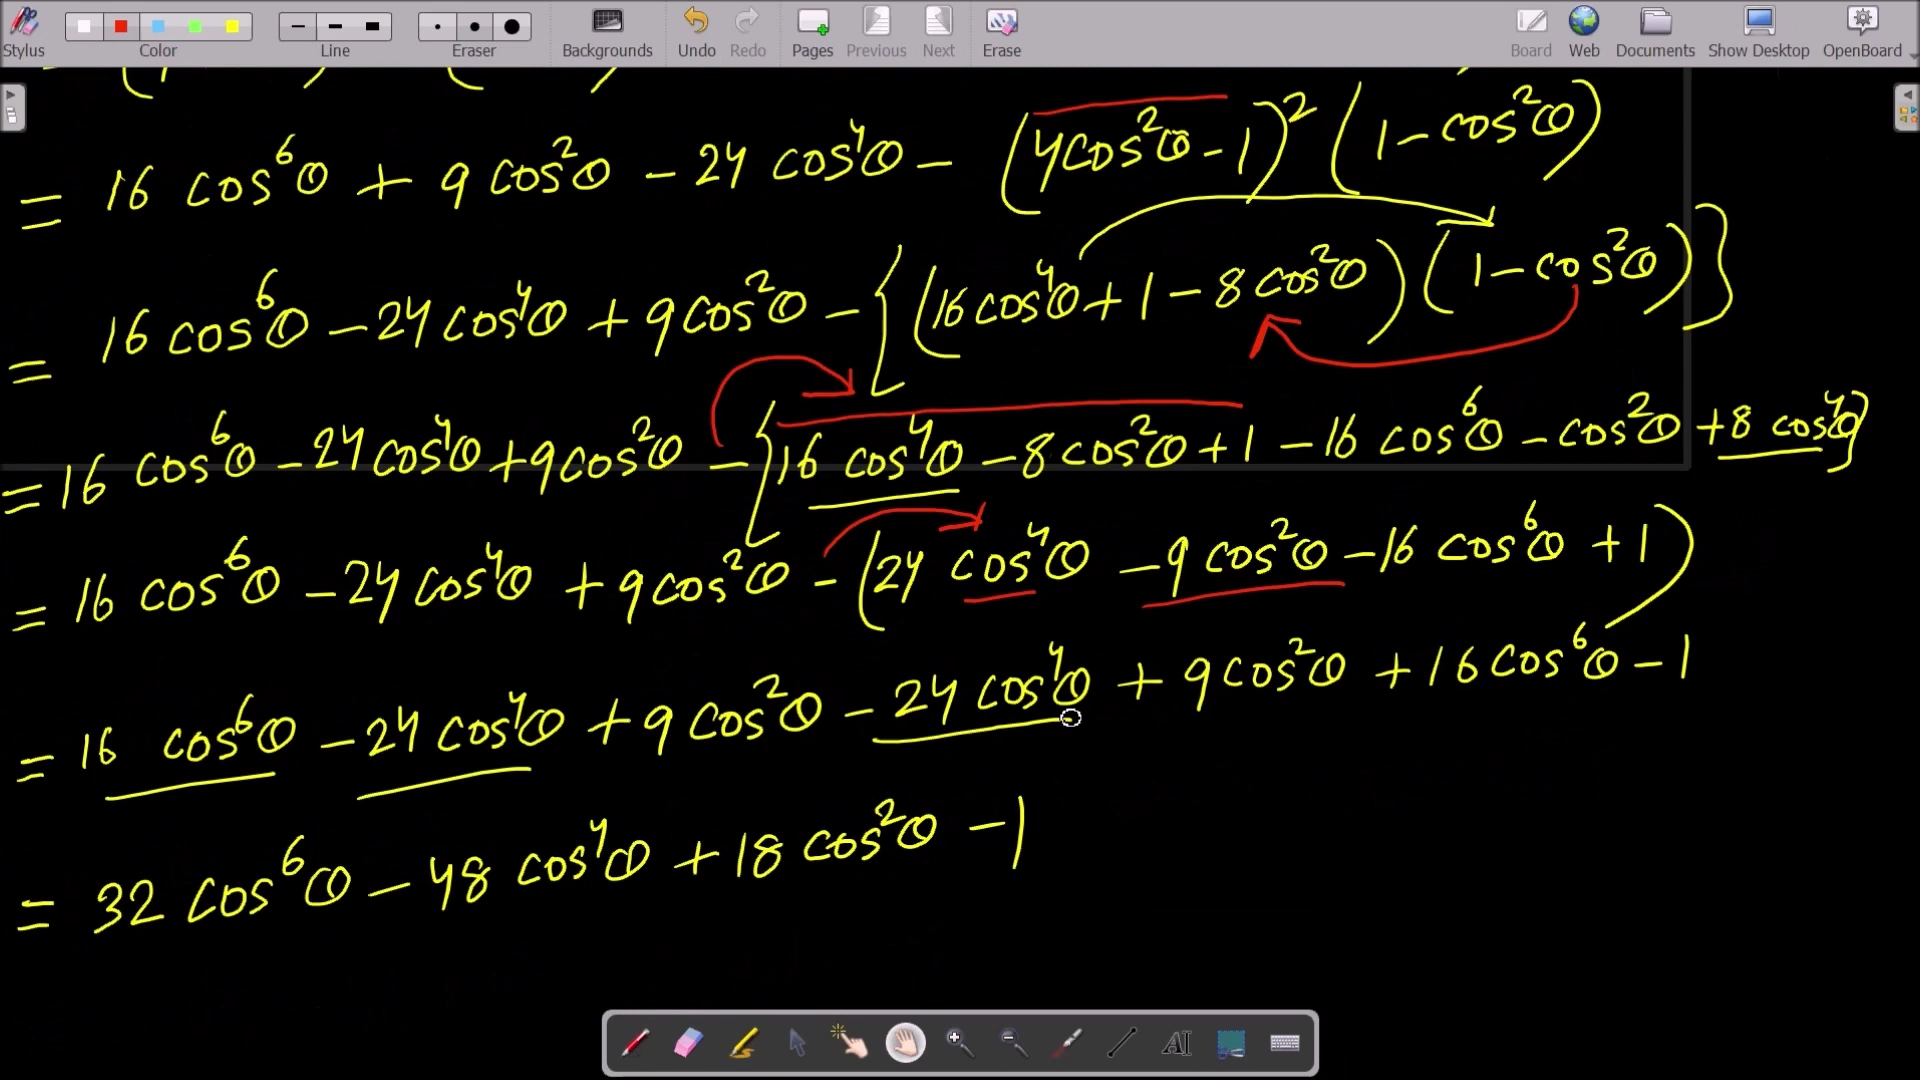 Stylus Color Line Eraser Backgrounds Undo Redo Pages Previous Next Erase Board Web Documents Show Desktop OpenBoard
= 16 cos⁶θ + 9 cos²θ - 24 cos⁴θ - (4cos²θ - 1)² (1 - cos²θ)
= 16 cos⁶θ - 24 cos⁴θ + 9 cos²θ - {(16 cos⁴θ + 1 - 8 cos²θ) (1 - cos²θ)}
= 16 cos⁶θ - 24 cos⁴θ + 9 cos²θ - {16 cos⁴θ - 8 cos²θ + 1 - 16 cos⁶θ - cos²θ + 8 cos⁴θ}
= 16 cos⁶θ - 24 cos⁴θ + 9 cos²θ - (24 cos⁴θ - 9 cos²θ - 16 cos⁶θ + 1)
= 16 cos⁶θ - 24 cos⁴θ + 9 cos²θ - 24 cos⁴θ + 9 cos²θ + 16 cos⁶θ - 1
= 32 cos⁶θ - 48 cos⁴θ + 18 cos²θ - 1
AI